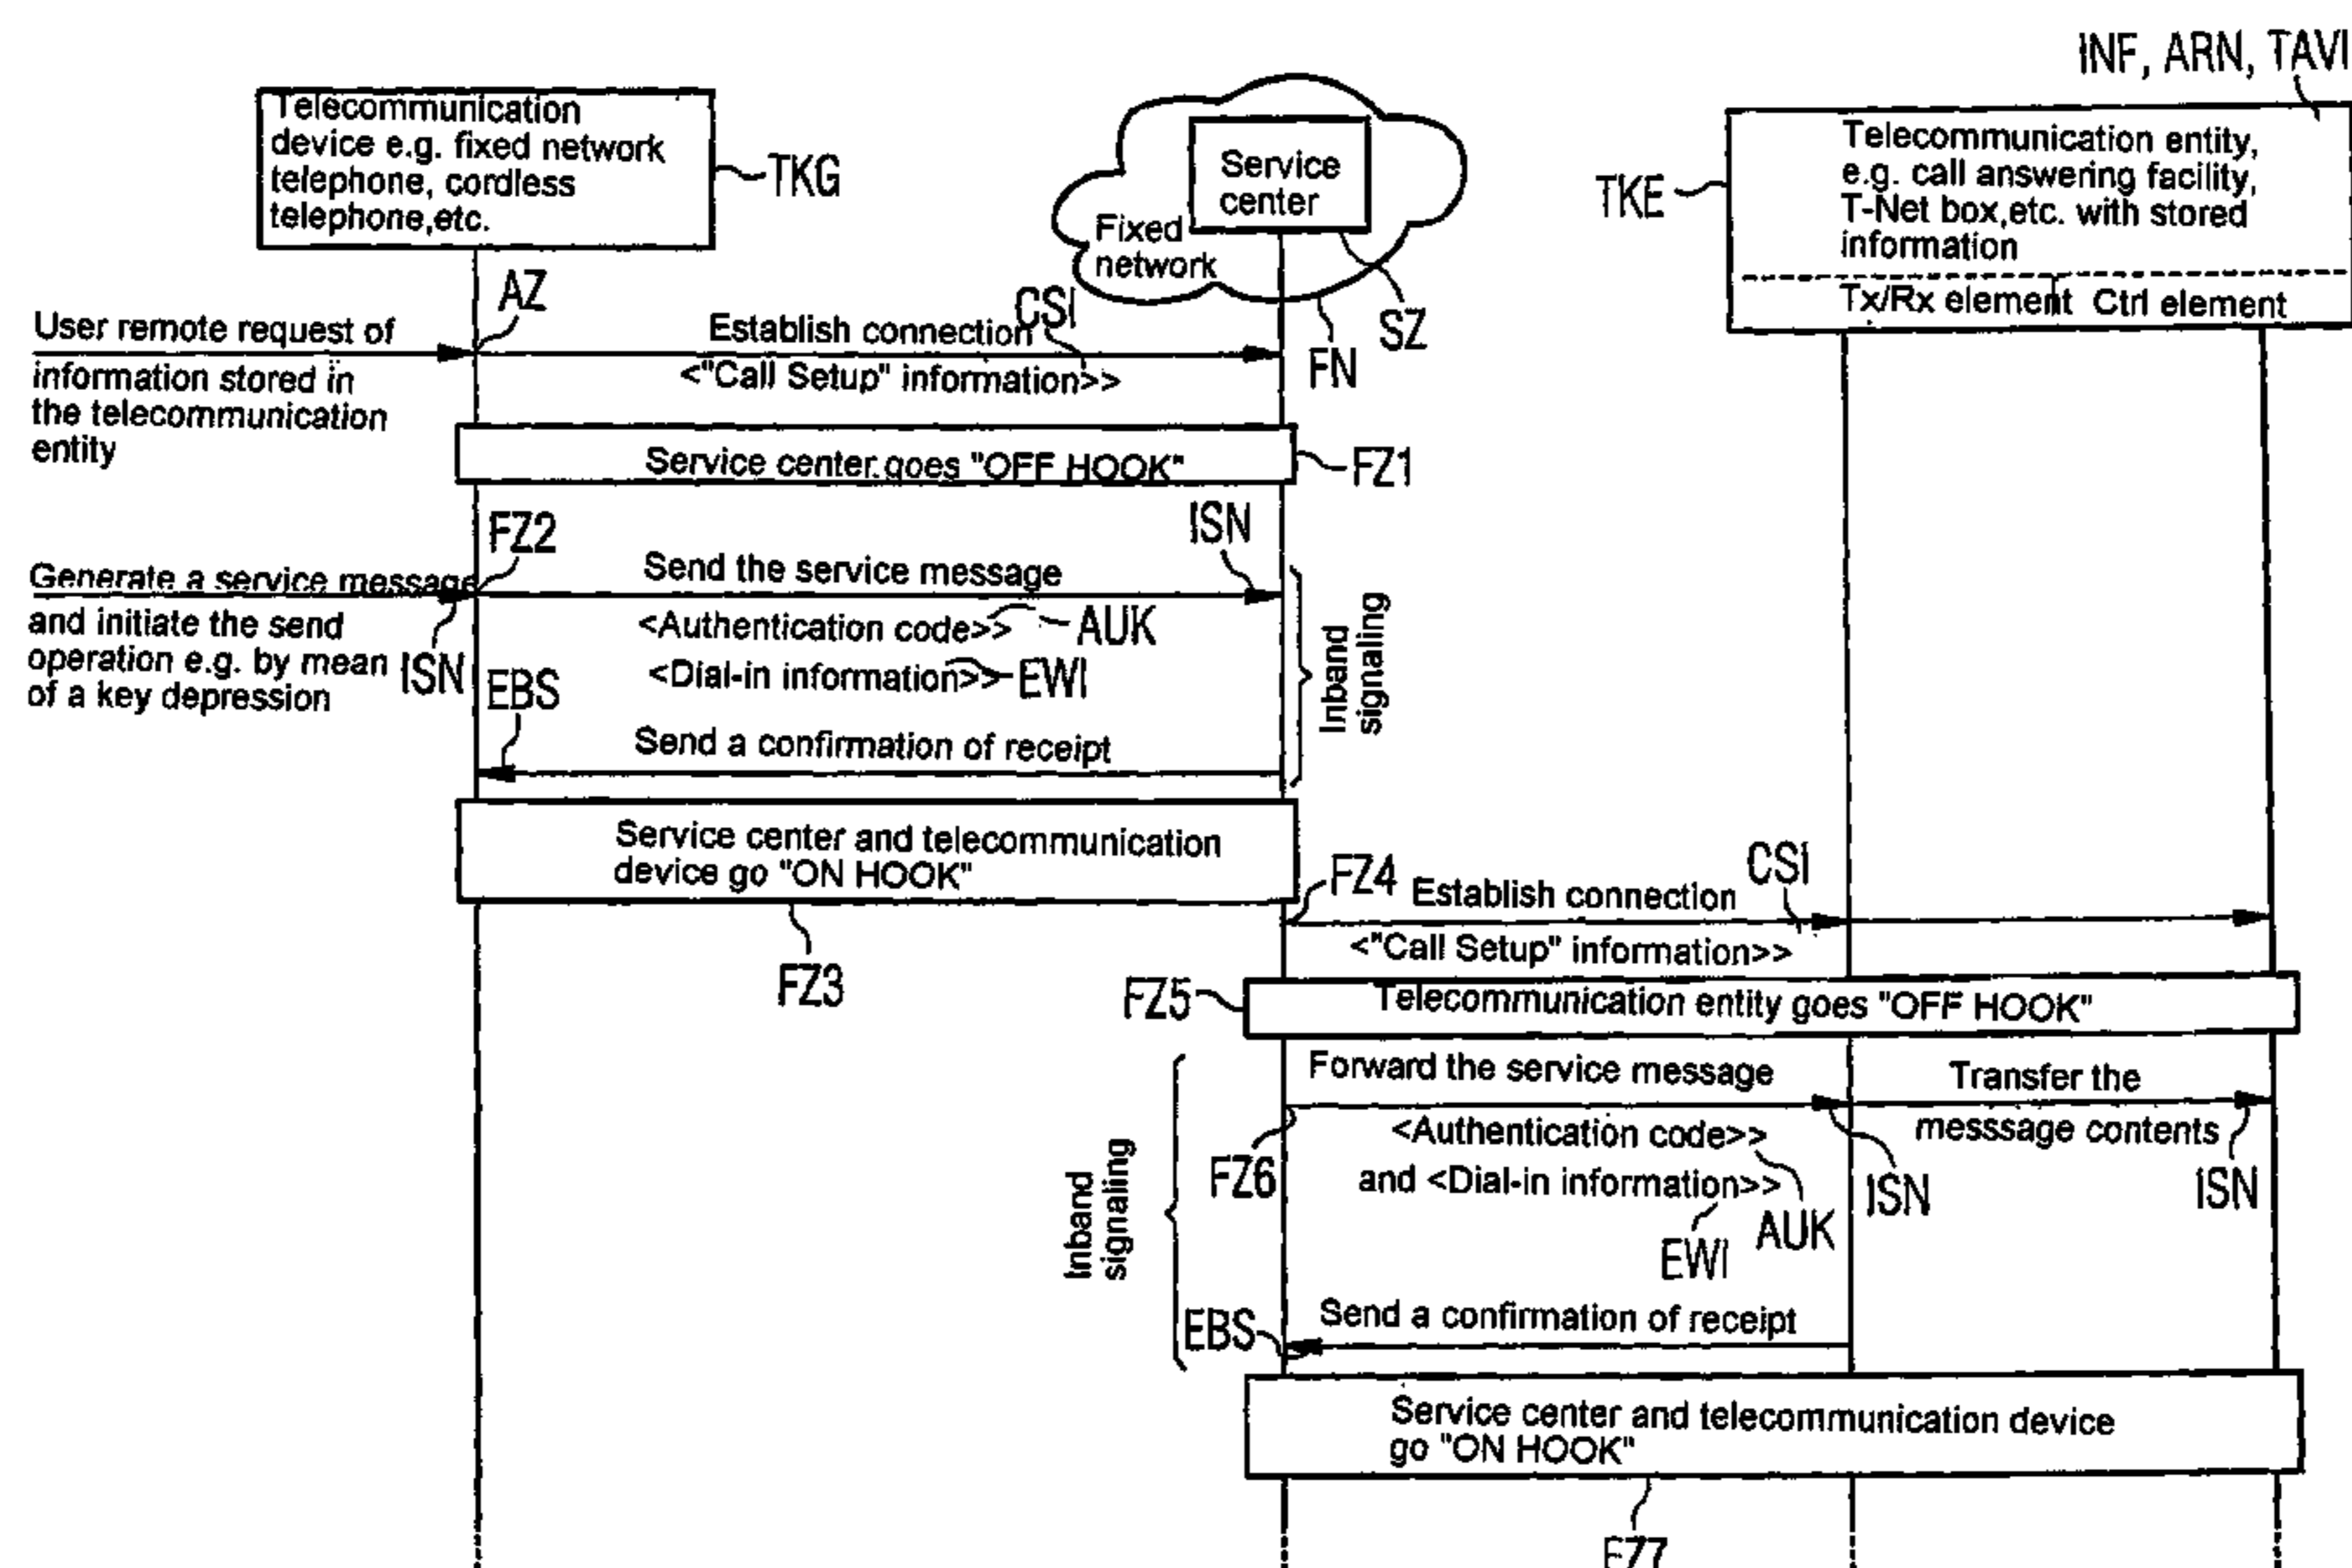 INF, ARN, TAVI
Telecommunication
device e.g. fixed network
telephone, cordless
telephone,etc.
TKG
Service
center
Fixed
network
SZ
FN
TKE
Telecommunication entity,
e.g. call answering facility,
T-Net box,etc. with stored
information
Tx/Rx element
Ctrl element
AZ
User remote request of
information stored in
the telecommunication
entity
Establish connection
CSI
<"Call Setup" information>>
Service center goes "OFF HOOK"
FZ1
FZ2
ISN
Generate a service message
and initiate the send
operation e.g. by mean
of a key depression
ISN
Send the service message
<Authentication code>>
AUK
<Dial-in information>>
EWI
Inband
signaling
EBS
Send a confirmation of receipt
Service center and telecommunication
device go "ON HOOK"
FZ3
FZ4
Establish connection
CSI
<"Call Setup" information>>
FZ5
Telecommunication entity goes "OFF HOOK"
Forward the service message
Transfer the
messsage contents
<Authentication code>>
and <Dial-in information>>
FZ6
ISN
ISN
AUK
EWI
Inband
signaling
EBS
Send a confirmation of receipt
Service center and telecommunication device
go "ON HOOK"
FZ7